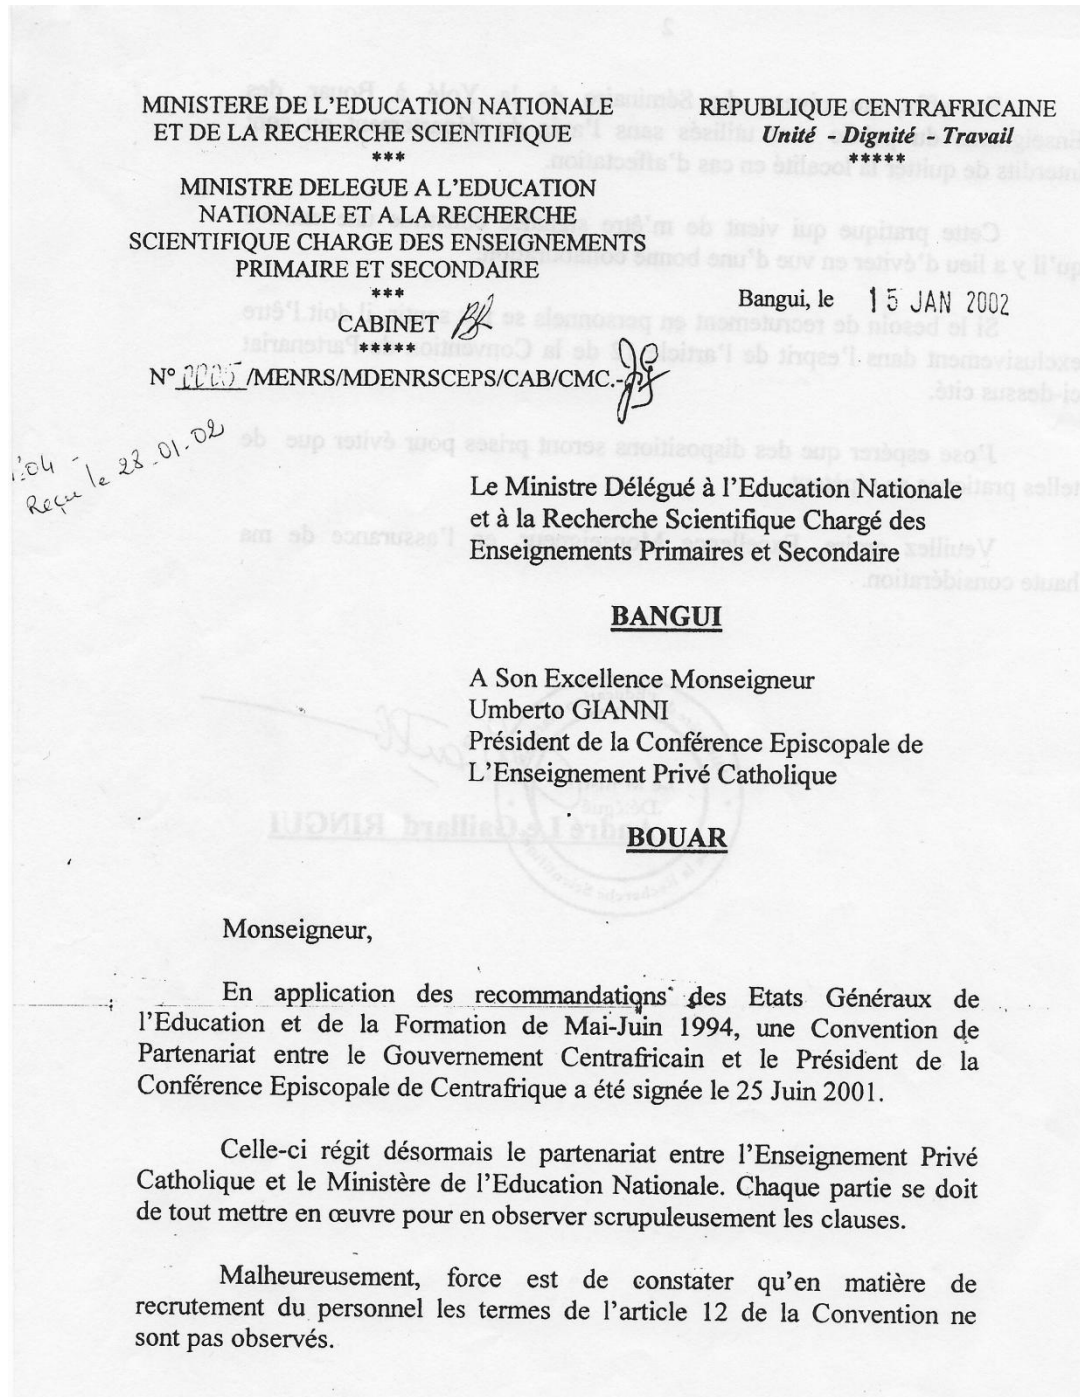 MINISTERE DE L'EDUCATION NATIONALE
ET DE LA RECHERCHE SCIENTIFIQUE
***
MINISTRE DELEGUE A L'EDUCATION
NATIONALE ET A LA RECHERCHE
SCIENTIFIQUE CHARGE DES ENSEIGNEMENTS
PRIMAIRE ET SECONDAIRE
***
CABINET
*****
N° 0005/MENRS/MDENRSCEPS/CAB/CMC.-
REPUBLIQUE CENTRAFRICAINE
Unité - Dignité - Travail
*****
Bangui, le 15 JAN 2002
Reçu le 28.01.02
Le Ministre Délégué à l'Education Nationale
et à la Recherche Scientifique Chargé des
Enseignements Primaires et Secondaire
BANGUI
A Son Excellence Monseigneur
Umberto GIANNI
Président de la Conférence Episcopale de
L'Enseignement Privé Catholique
BOUAR
Monseigneur,
En application des recommandations des Etats Généraux de
l'Education et de la Formation de Mai-Juin 1994, une Convention de
Partenariat entre le Gouvernement Centrafricain et le Président de la
Conférence Episcopale de Centrafrique a été signée le 25 Juin 2001.
Celle-ci régit désormais le partenariat entre l'Enseignement Privé
Catholique et le Ministère de l'Education Nationale. Chaque partie se doit
de tout mettre en œuvre pour en observer scrupuleusement les clauses.
Malheureusement, force est de constater qu'en matière de
recrutement du personnel les termes de l'article 12 de la Convention ne
sont pas observés.